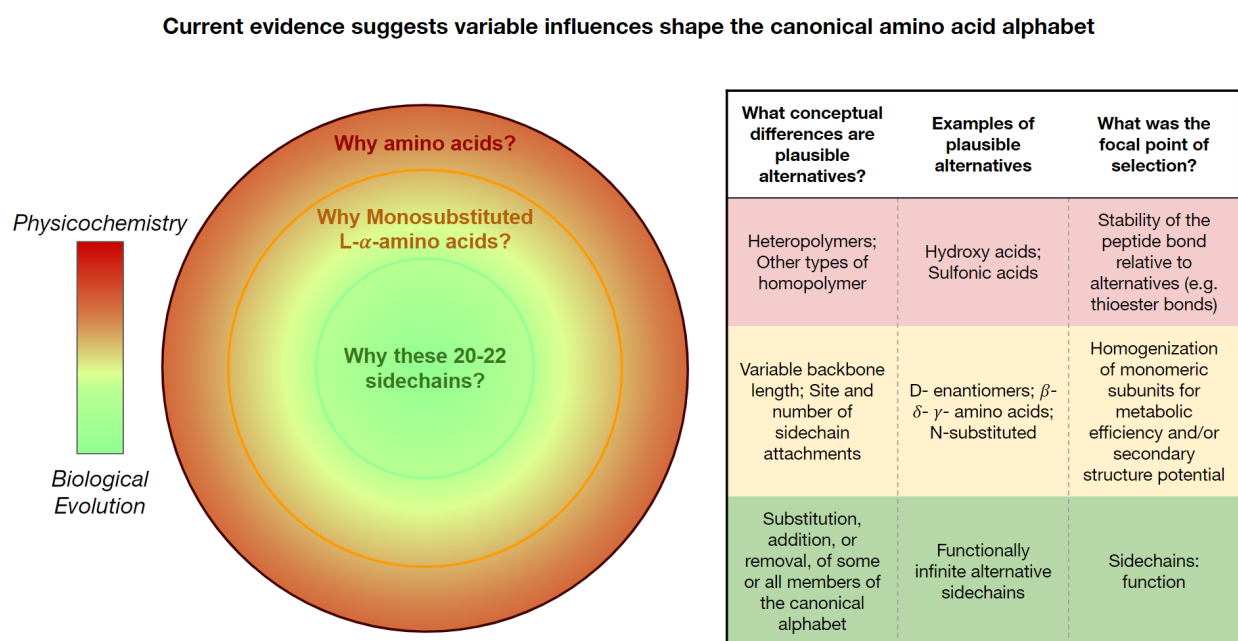 Current evidence suggests variable influences shape the canonical amino acid alphabet
Physicochemistry
Biological
Evolution
Why amino acids?
Why Monosubstituted
L-α-amino acids?
Why these 20-22
sidechains?
What conceptual
differences are
plausible
alternatives?
Examples of
plausible
alternatives
What was the
focal point of
selection?
Heteropolymers;
Other types of
homopolymer
Hydroxy acids;
Sulfonic acids
Stability of the
peptide bond
relative to
alternatives (e.g.
thioester bonds)
Variable backbone
length; Site and
number of
sidechain
attachments
D- enantiomers; β-
δ- γ- amino acids;
N-substituted
Homogenization
of monomeric
subunits for
metabolic
efficiency and/or
secondary
structure potential
Substitution,
addition, or
removal, of some
or all members of
the canonical
alphabet
Functionally
infinite alternative
sidechains
Sidechains:
function